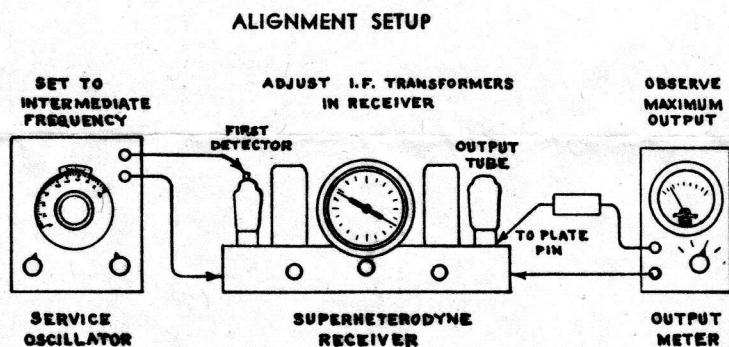 ALIGNMENT SETUP
SET TO
INTERMEDIATE
FREQUENCY
ADJUST I.F. TRANSFORMERS
IN RECEIVER
OBSERVE
MAXIMUM
OUTPUT
FIRST
DETECTOR
OUTPUT
TUBE
TO PLATE
PIN
SERVICE
OSCILLATOR
SUPERHETERODYNE
RECEIVER
OUTPUT
METER